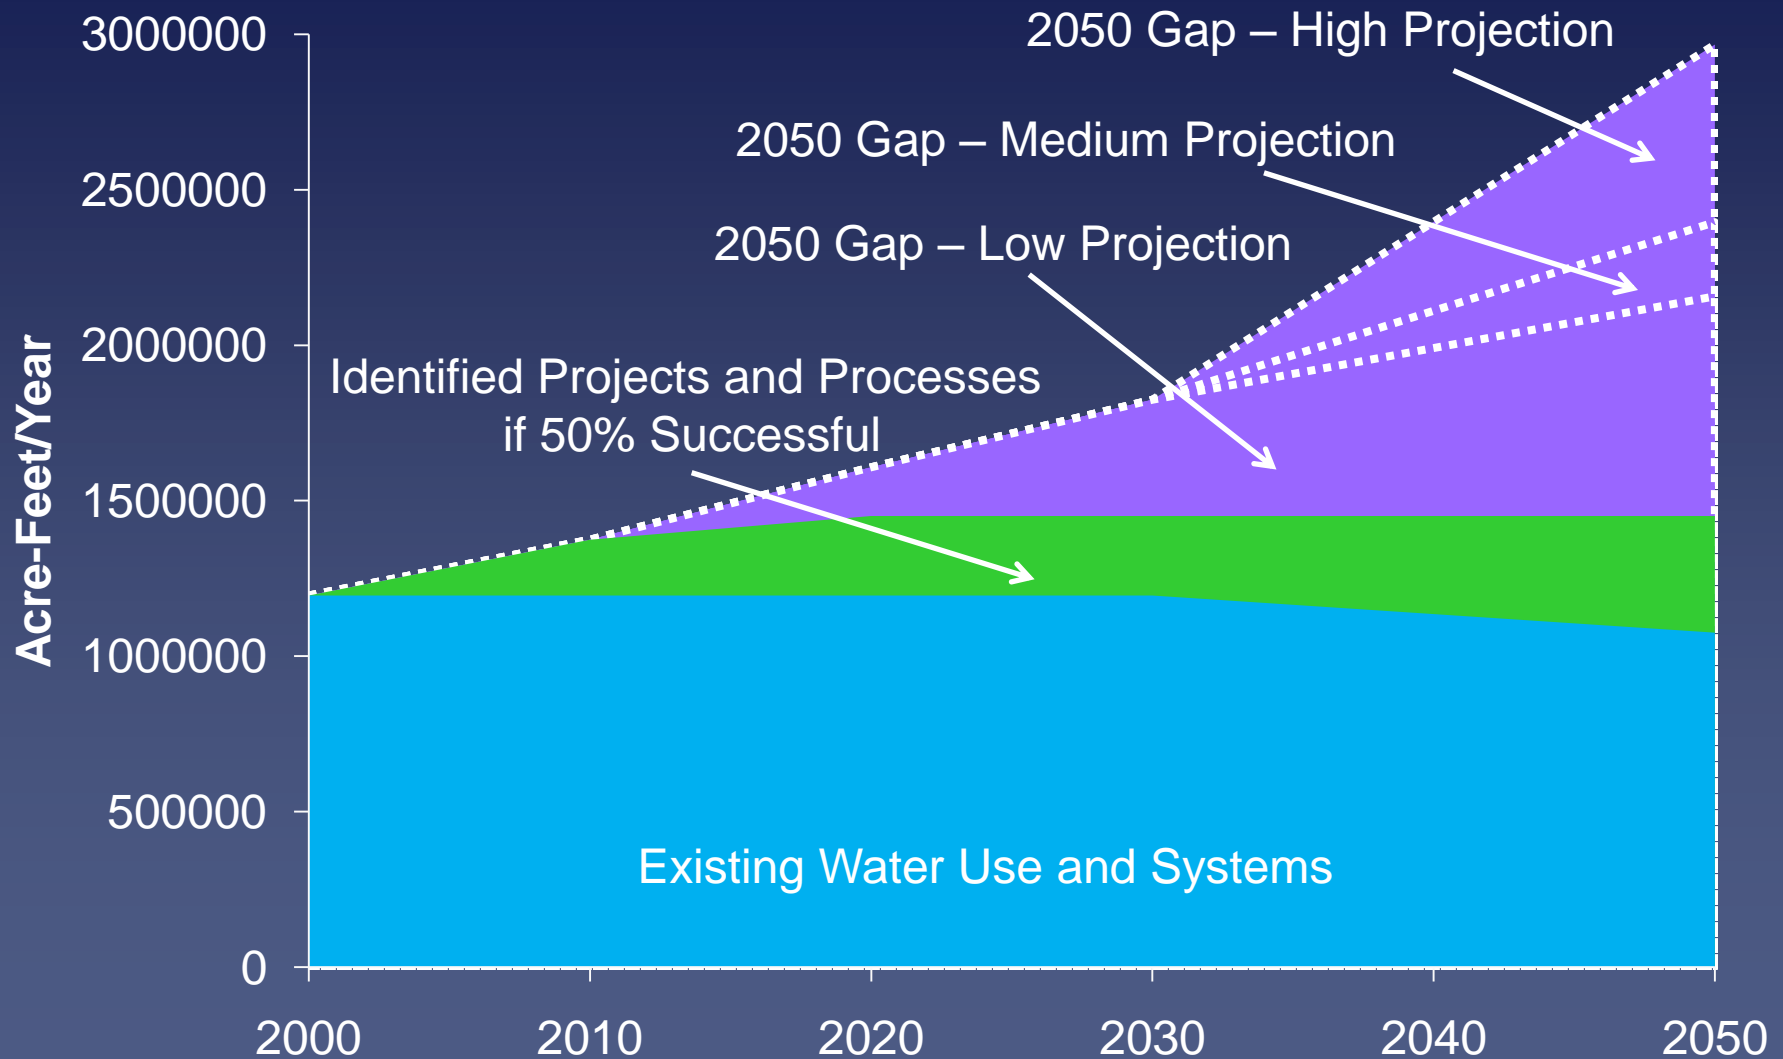 3000000
2050 Gap – High Projection
2050 Gap – Medium Projection
2500000
2050 Gap – Low Projection
2000000
Identified Projects and Processes
if 50% Successful
Acre-Feet/Year
1500000
1000000
500000
Existing Water Use and Systems
0
2000 2010 2020 2030 2040 2050